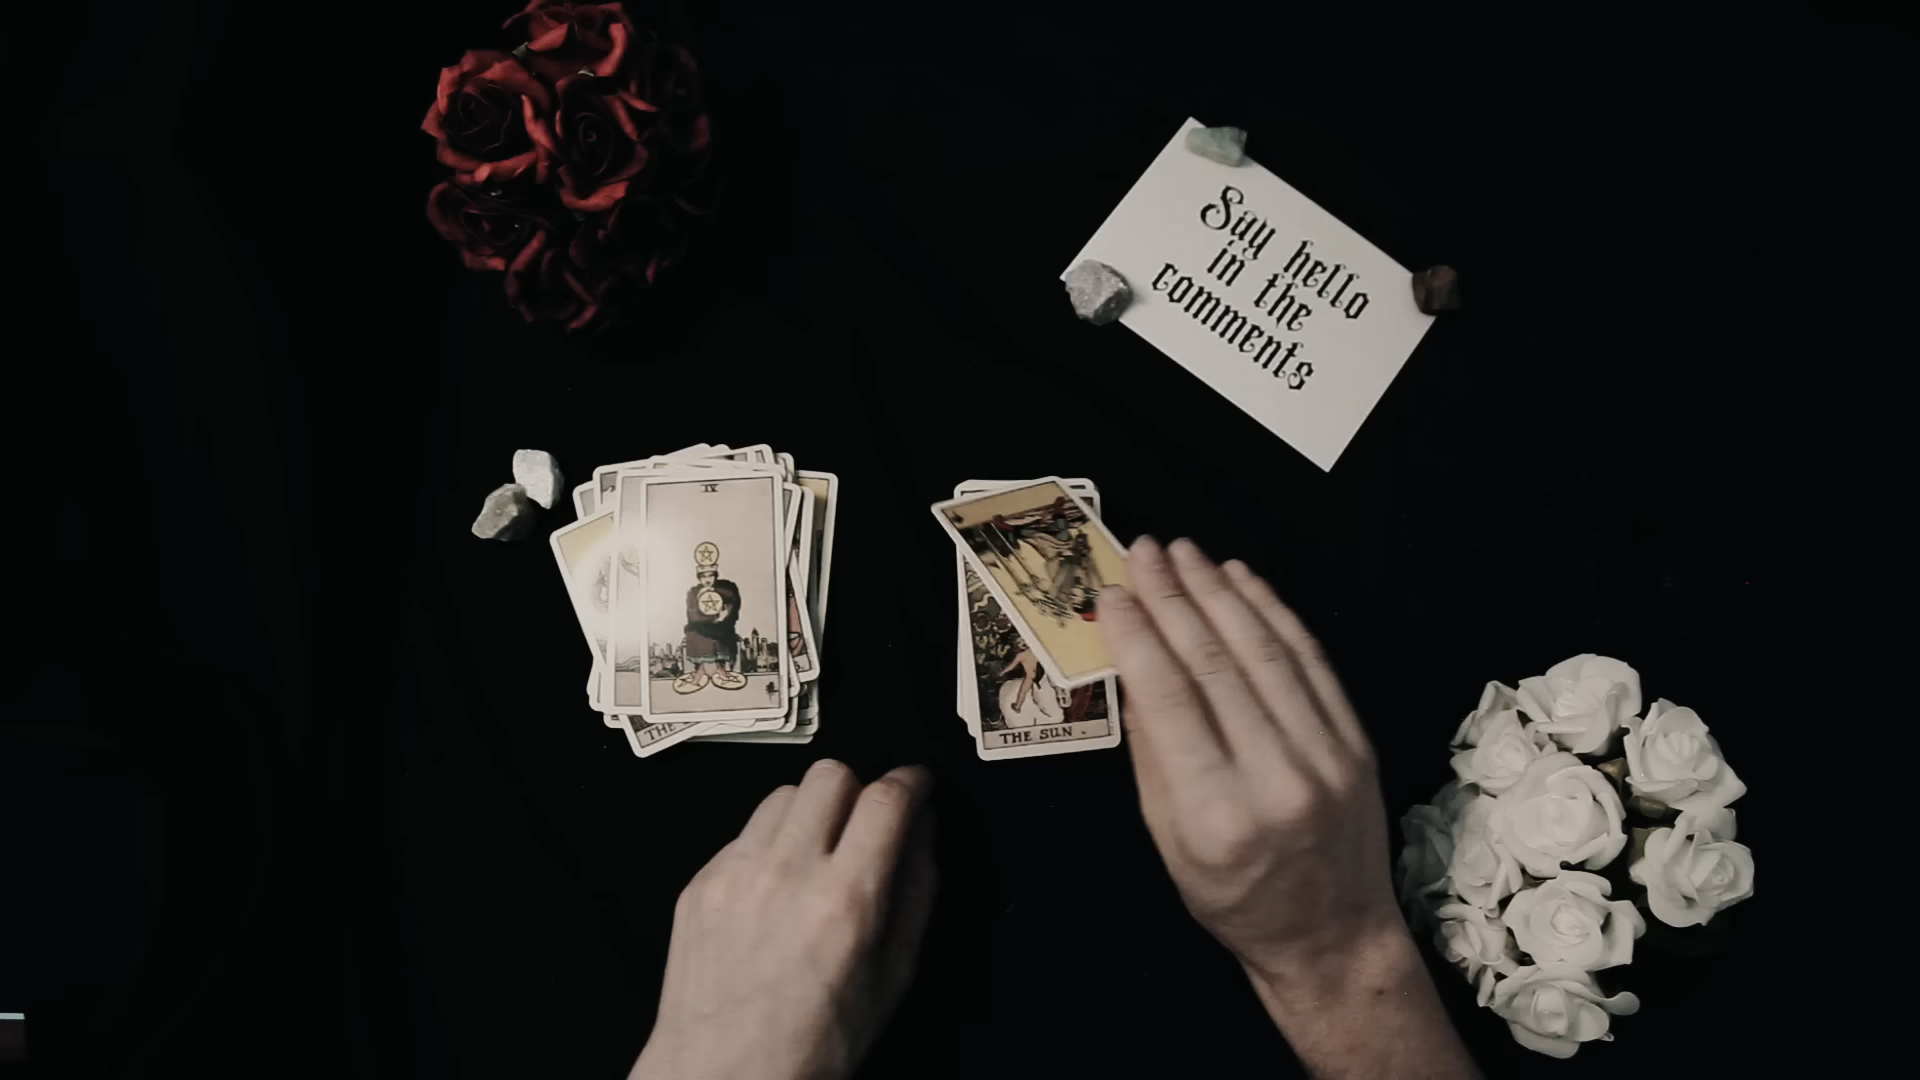 Say hello
in the
comments
IV
THE
THE SUN.